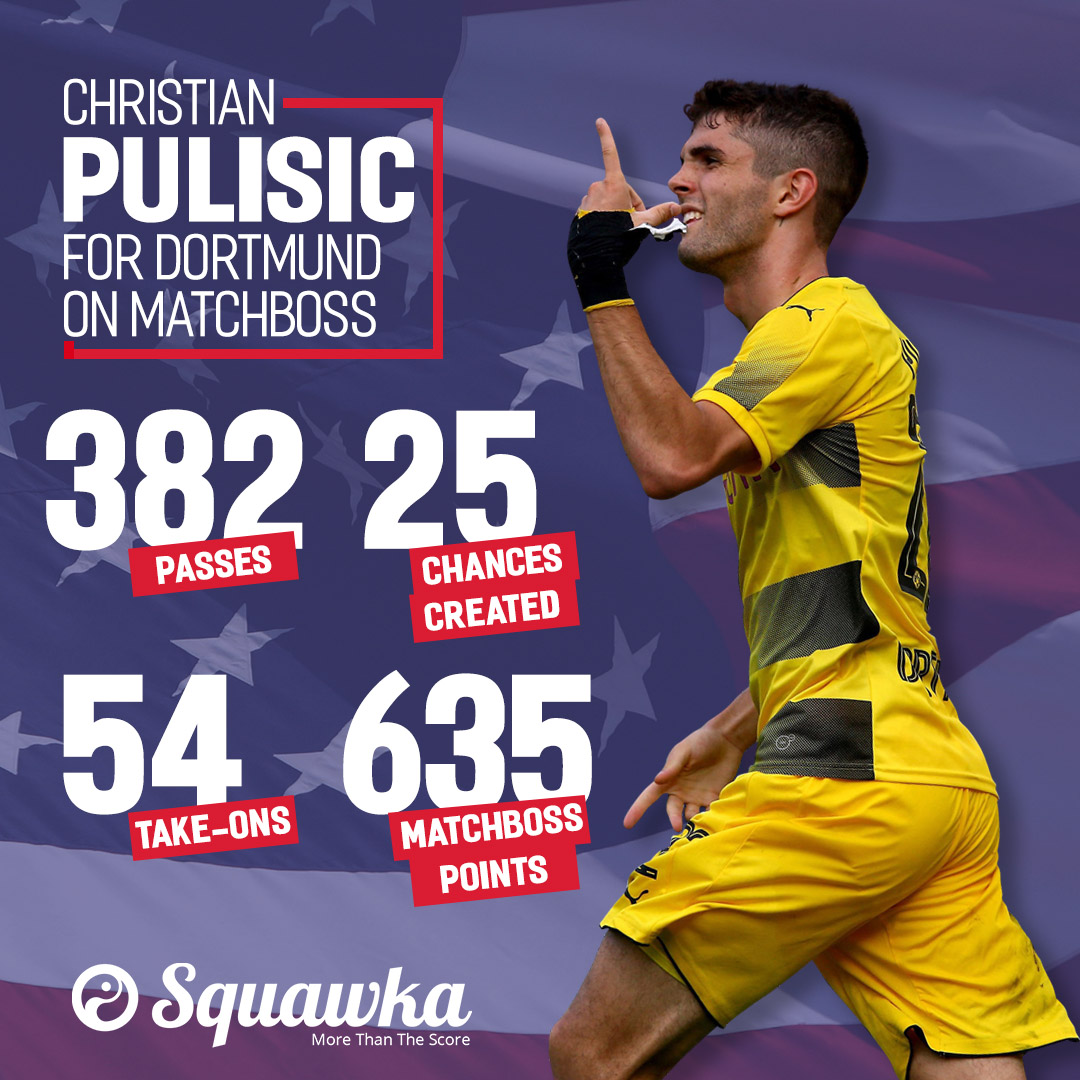 CHRISTIAN
PULISIC
FOR DORTMUND
ON MATCHBOSS
382
PASSES
25
CHANCES
CREATED
54
TAKE-ONS
635
MATCHBOSS
POINTS
Squawka
More Than The Score